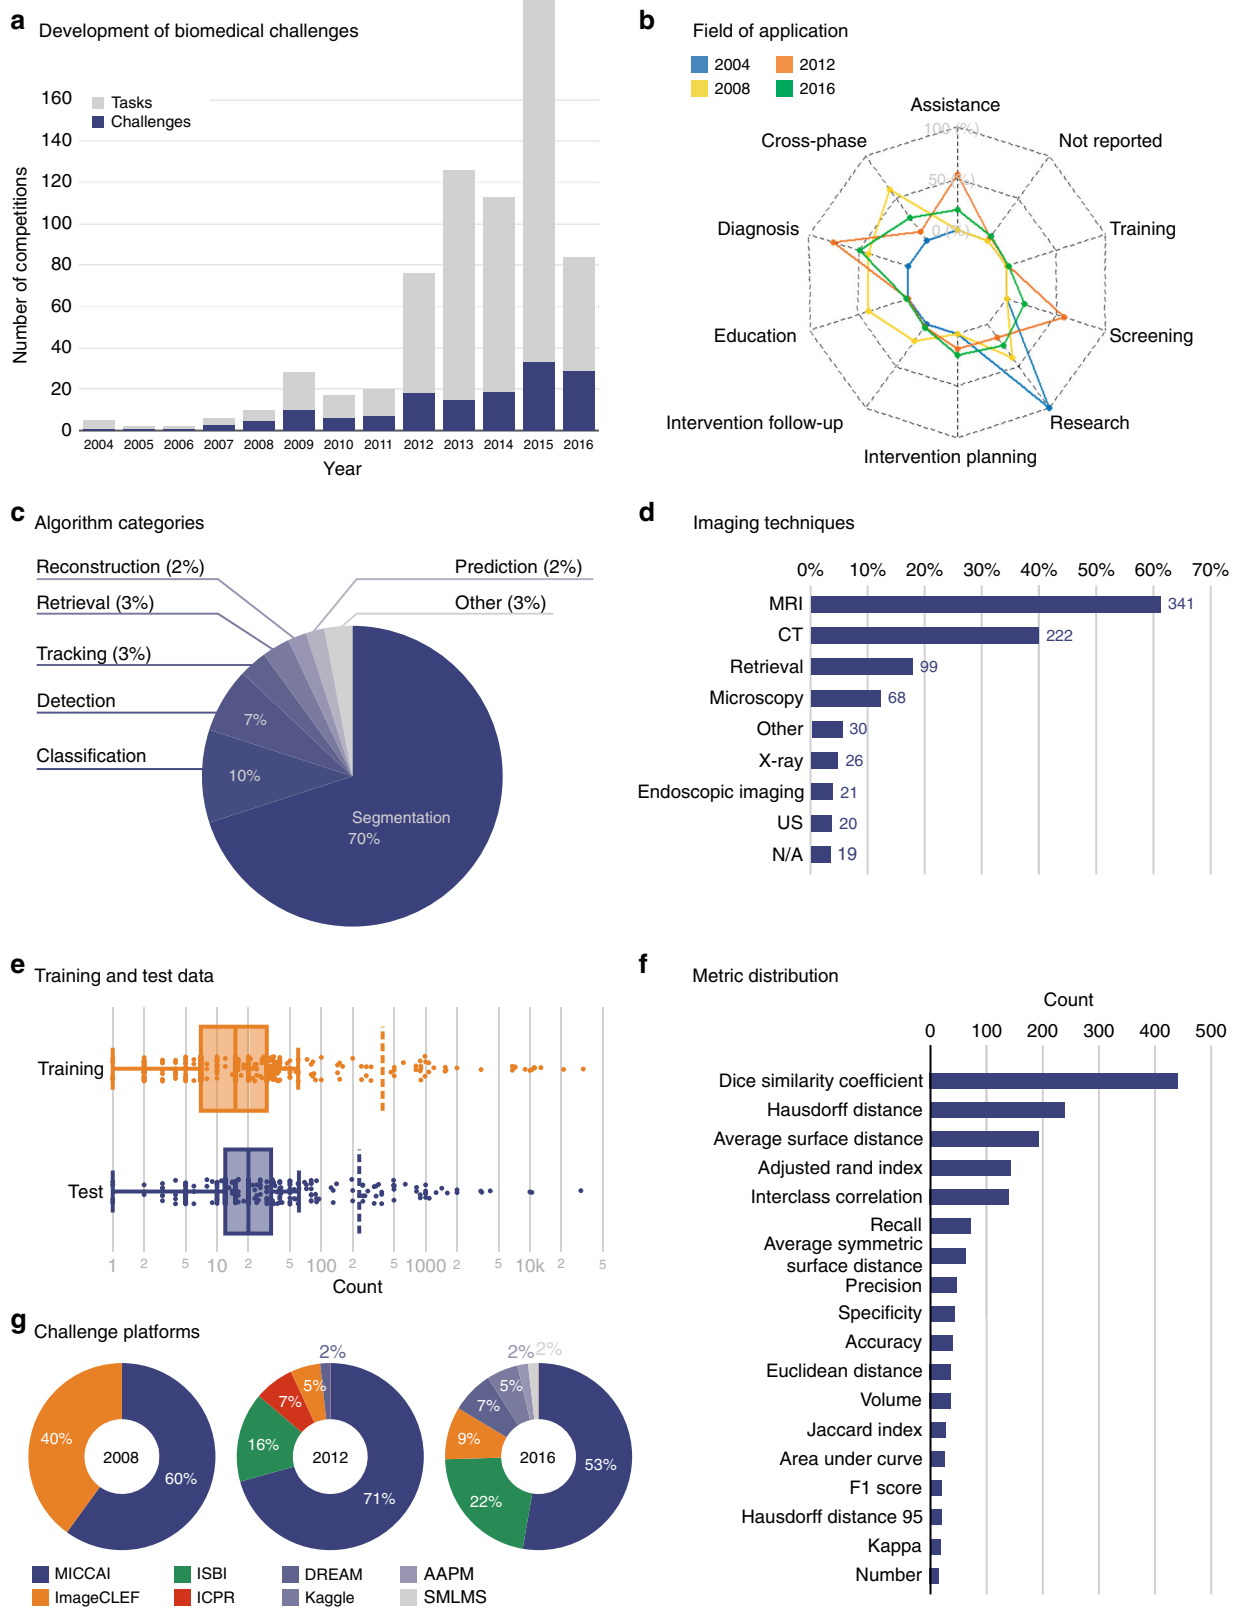 a Development of biomedical challenges
160
140
120
100
80
60
40
20
0
Number of competitions
Tasks
Challenges
2004 2005 2006 2007 2008 2009 2010 2011 2012 2013 2014 2015 2016
Year
b Field of application
2004 2012
2008 2016
Assistance
100 (%)
50 (%)
0 (%)
Cross-phase Not reported
Diagnosis Training
Education Screening
Intervention follow-up Research
Intervention planning
c Algorithm categories
Reconstruction (2%) Prediction (2%)
Retrieval (3%) Other (3%)
Tracking (3%)
Detection
7%
Classification
10%
Segmentation
70%
d Imaging techniques
0% 10% 20% 30% 40% 50% 60% 70%
MRI 341
CT 222
Retrieval 99
Microscopy 68
Other 30
X-ray 26
Endoscopic imaging 21
US 20
N/A 19
e Training and test data
Training
Test
1 2 5 10 2 5 100 2 5 1000 2 5 10k 2 5
Count
f Metric distribution
Count
0 100 200 300 400 500
Dice similarity coefficient
Hausdorff distance
Average surface distance
Adjusted rand index
Interclass correlation
Recall
Average symmetric
surface distance
Precision
Specificity
Accuracy
Euclidean distance
Volume
Jaccard index
Area under curve
F1 score
Hausdorff distance 95
Kappa
Number
g Challenge platforms
40% 2008 60%
2% 5% 7% 16% 2012 71%
2% 2% 5% 7% 9% 22% 2016 53%
MICCAI ISBI DREAM AAPM
ImageCLEF ICPR Kaggle SMLMS